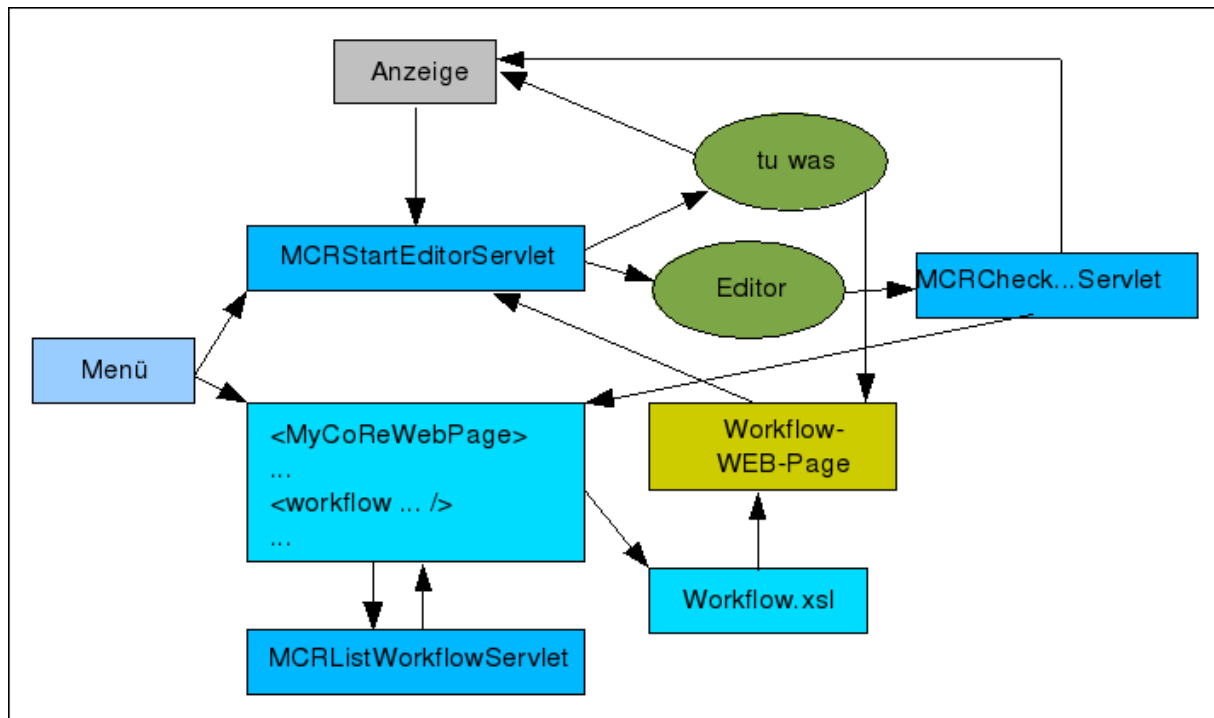 Anzeige
tu was
MCRStartEditorServlet
Editor
MCRCheck...Servlet
Menü
<MyCoReWebPage>
...
<workflow ... />
...
Workflow-
WEB-Page
Workflow.xsl
MCRListWorkflowServlet